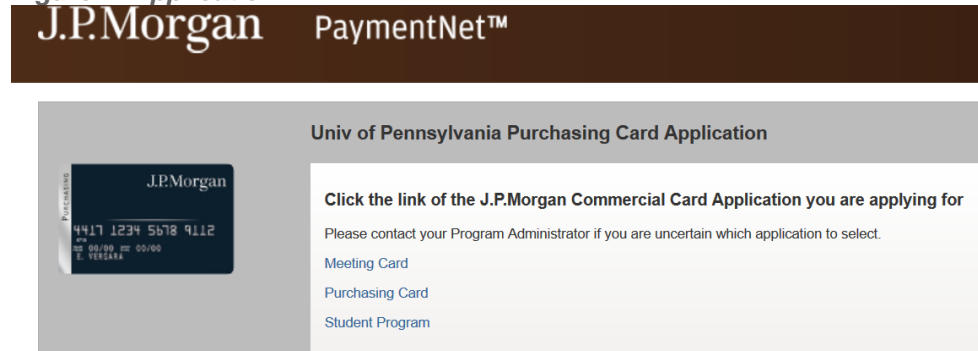 J.P.Morgan PaymentNet™
Univ of Pennsylvania Purchasing Card Application
PURCHASING
J.P.Morgan
4417 1234 5678 9112
00/00 00/00
E. VERGARA
Click the link of the J.P.Morgan Commercial Card Application you are applying for
Please contact your Program Administrator if you are uncertain which application to select.
Meeting Card
Purchasing Card
Student Program